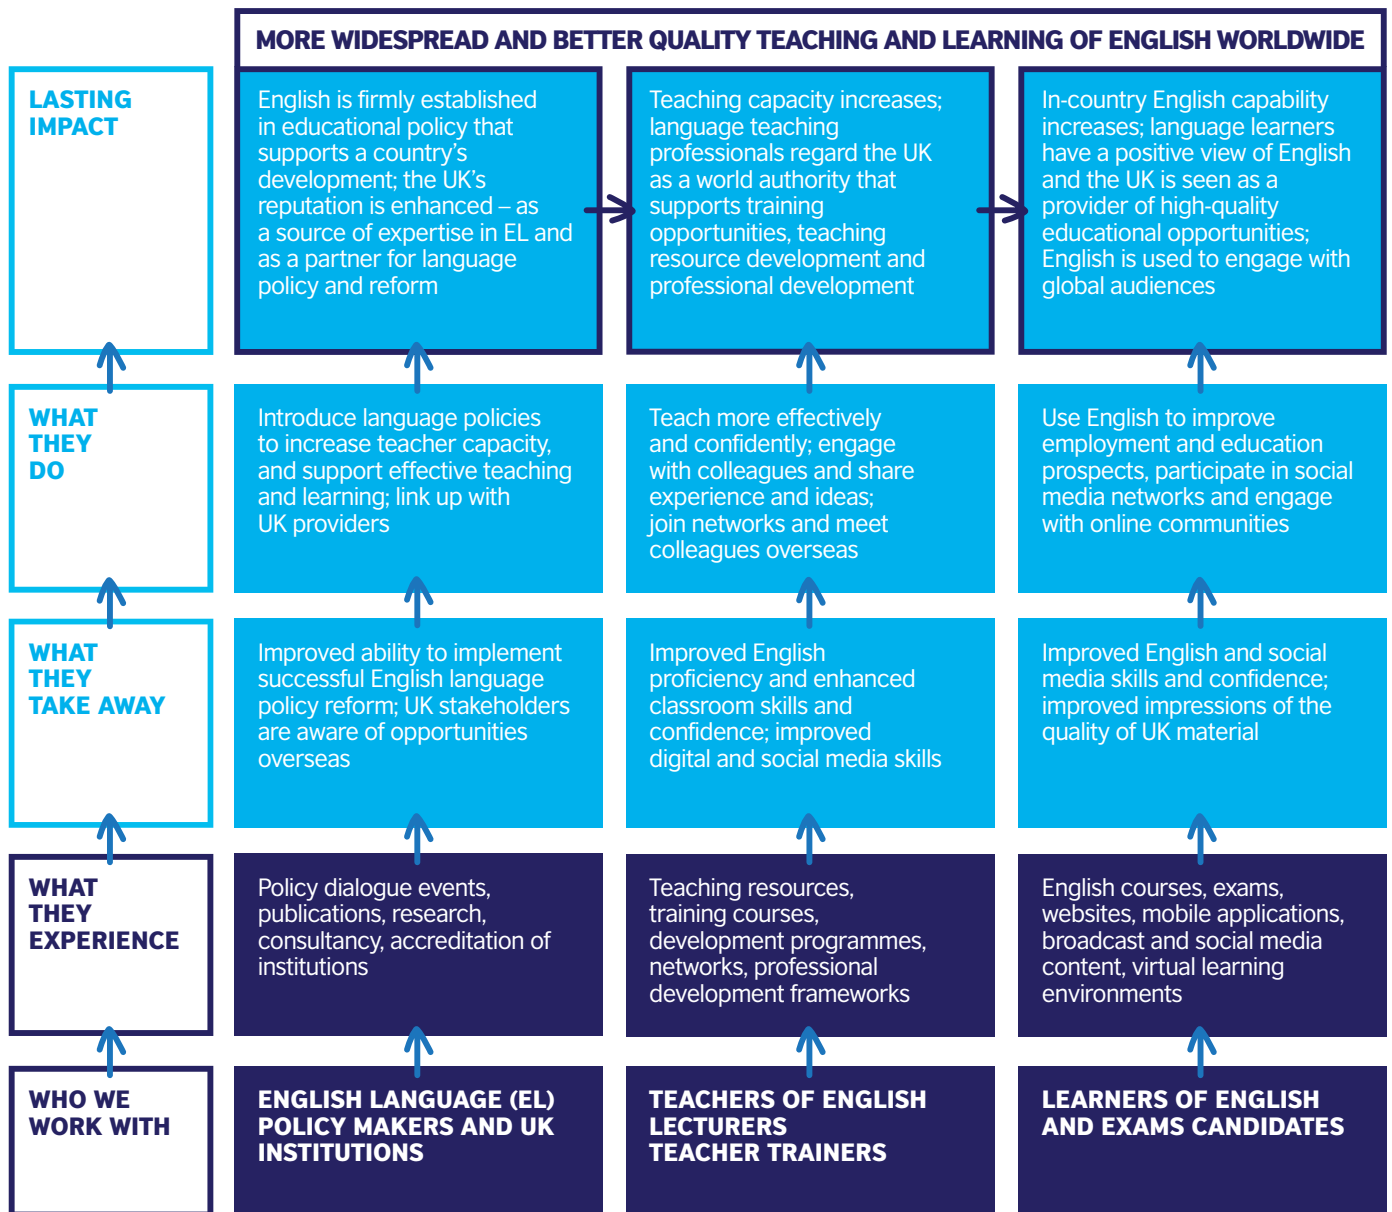 MORE WIDESPREAD AND BETTER QUALITY TEACHING AND LEARNING OF ENGLISH WORLDWIDE
LASTING
IMPACT
English is firmly established
in educational policy that
supports a country's
development; the UK's
reputation is enhanced – as
a source of expertise in EL and
as a partner for language
policy and reform
Teaching capacity increases;
language teaching
professionals regard the UK
as a world authority that
supports training
opportunities, teaching
resource development and
professional development
In-country English capability
increases; language learners
have a positive view of English
and the UK is seen as a
provider of high-quality
educational opportunities;
English is used to engage with
global audiences
WHAT
THEY
DO
Introduce language policies
to increase teacher capacity,
and support effective teaching
and learning; link up with
UK providers
Teach more effectively
and confidently; engage
with colleagues and share
experience and ideas;
join networks and meet
colleagues overseas
Use English to improve
employment and education
prospects, participate in social
media networks and engage
with online communities
WHAT
THEY
TAKE AWAY
Improved ability to implement
successful English language
policy reform; UK stakeholders
are aware of opportunities
overseas
Improved English
proficiency and enhanced
classroom skills and
confidence; improved
digital and social media skills
Improved English and social
media skills and confidence;
improved impressions of the
quality of UK material
WHAT
THEY
EXPERIENCE
Policy dialogue events,
publications, research,
consultancy, accreditation of
institutions
Teaching resources,
training courses,
development programmes,
networks, professional
development frameworks
English courses, exams,
websites, mobile applications,
broadcast and social media
content, virtual learning
environments
WHO WE
WORK WITH
ENGLISH LANGUAGE (EL)
POLICY MAKERS AND UK
INSTITUTIONS
TEACHERS OF ENGLISH
LECTURERS
TEACHER TRAINERS
LEARNERS OF ENGLISH
AND EXAMS CANDIDATES